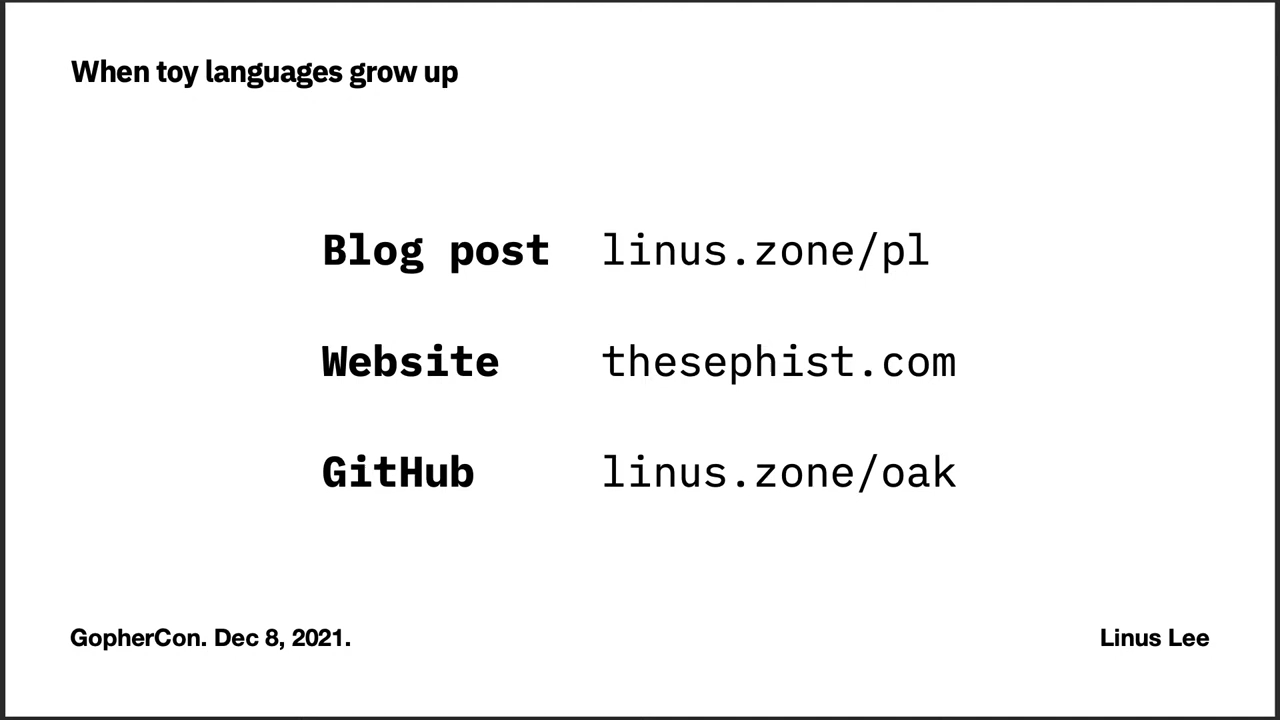 When toy languages grow up
Blog post linus.zone/pl
Website thesephist.com
GitHub linus.zone/oak
GopherCon. Dec 8, 2021. Linus Lee